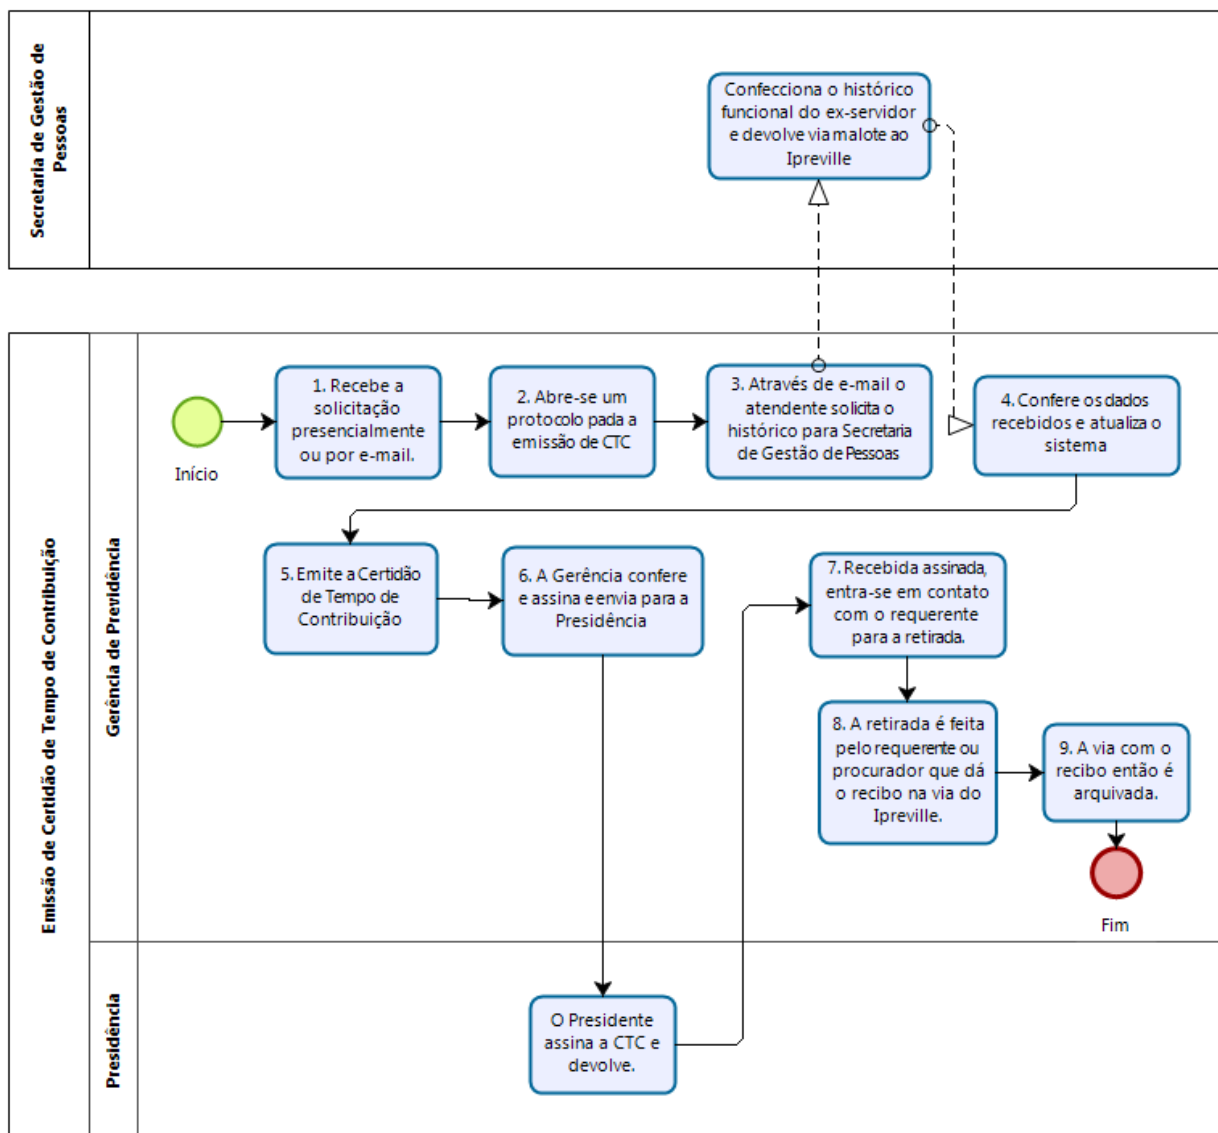 Secretaria de Gestão de
Pessoas
Confecciona o histórico
funcional do ex-servidor
e devolve via malote ao
Ipreville
Emissão de Certidão de Tempo de Contribuição
Gerência de Previdência
Início
1. Recebe a
solicitação
presencialmente
ou por e-mail.
2. Abre-se um
protocolo pada a
emissão de CTC
3. Através de e-mail o
atendente solicita o
histórico para Secretaria
de Gestão de Pessoas
4. Confere os dados
recebidos e atualiza o
sistema
5. Emite a Certidão
de Tempo de
Contribuição
6. A Gerência confere
e assina e envia para a
Presidência
7. Recebida assinada,
entra-se em contato
com o requerente
para a retirada.
8. A retirada é feita
pelo requerente ou
procurador que dá
o recibo na via do
Ipreville.
9. A via com o
recibo então é
arquivada.
Fim
Presidência
O Presidente
assina a CTC e
devolve.